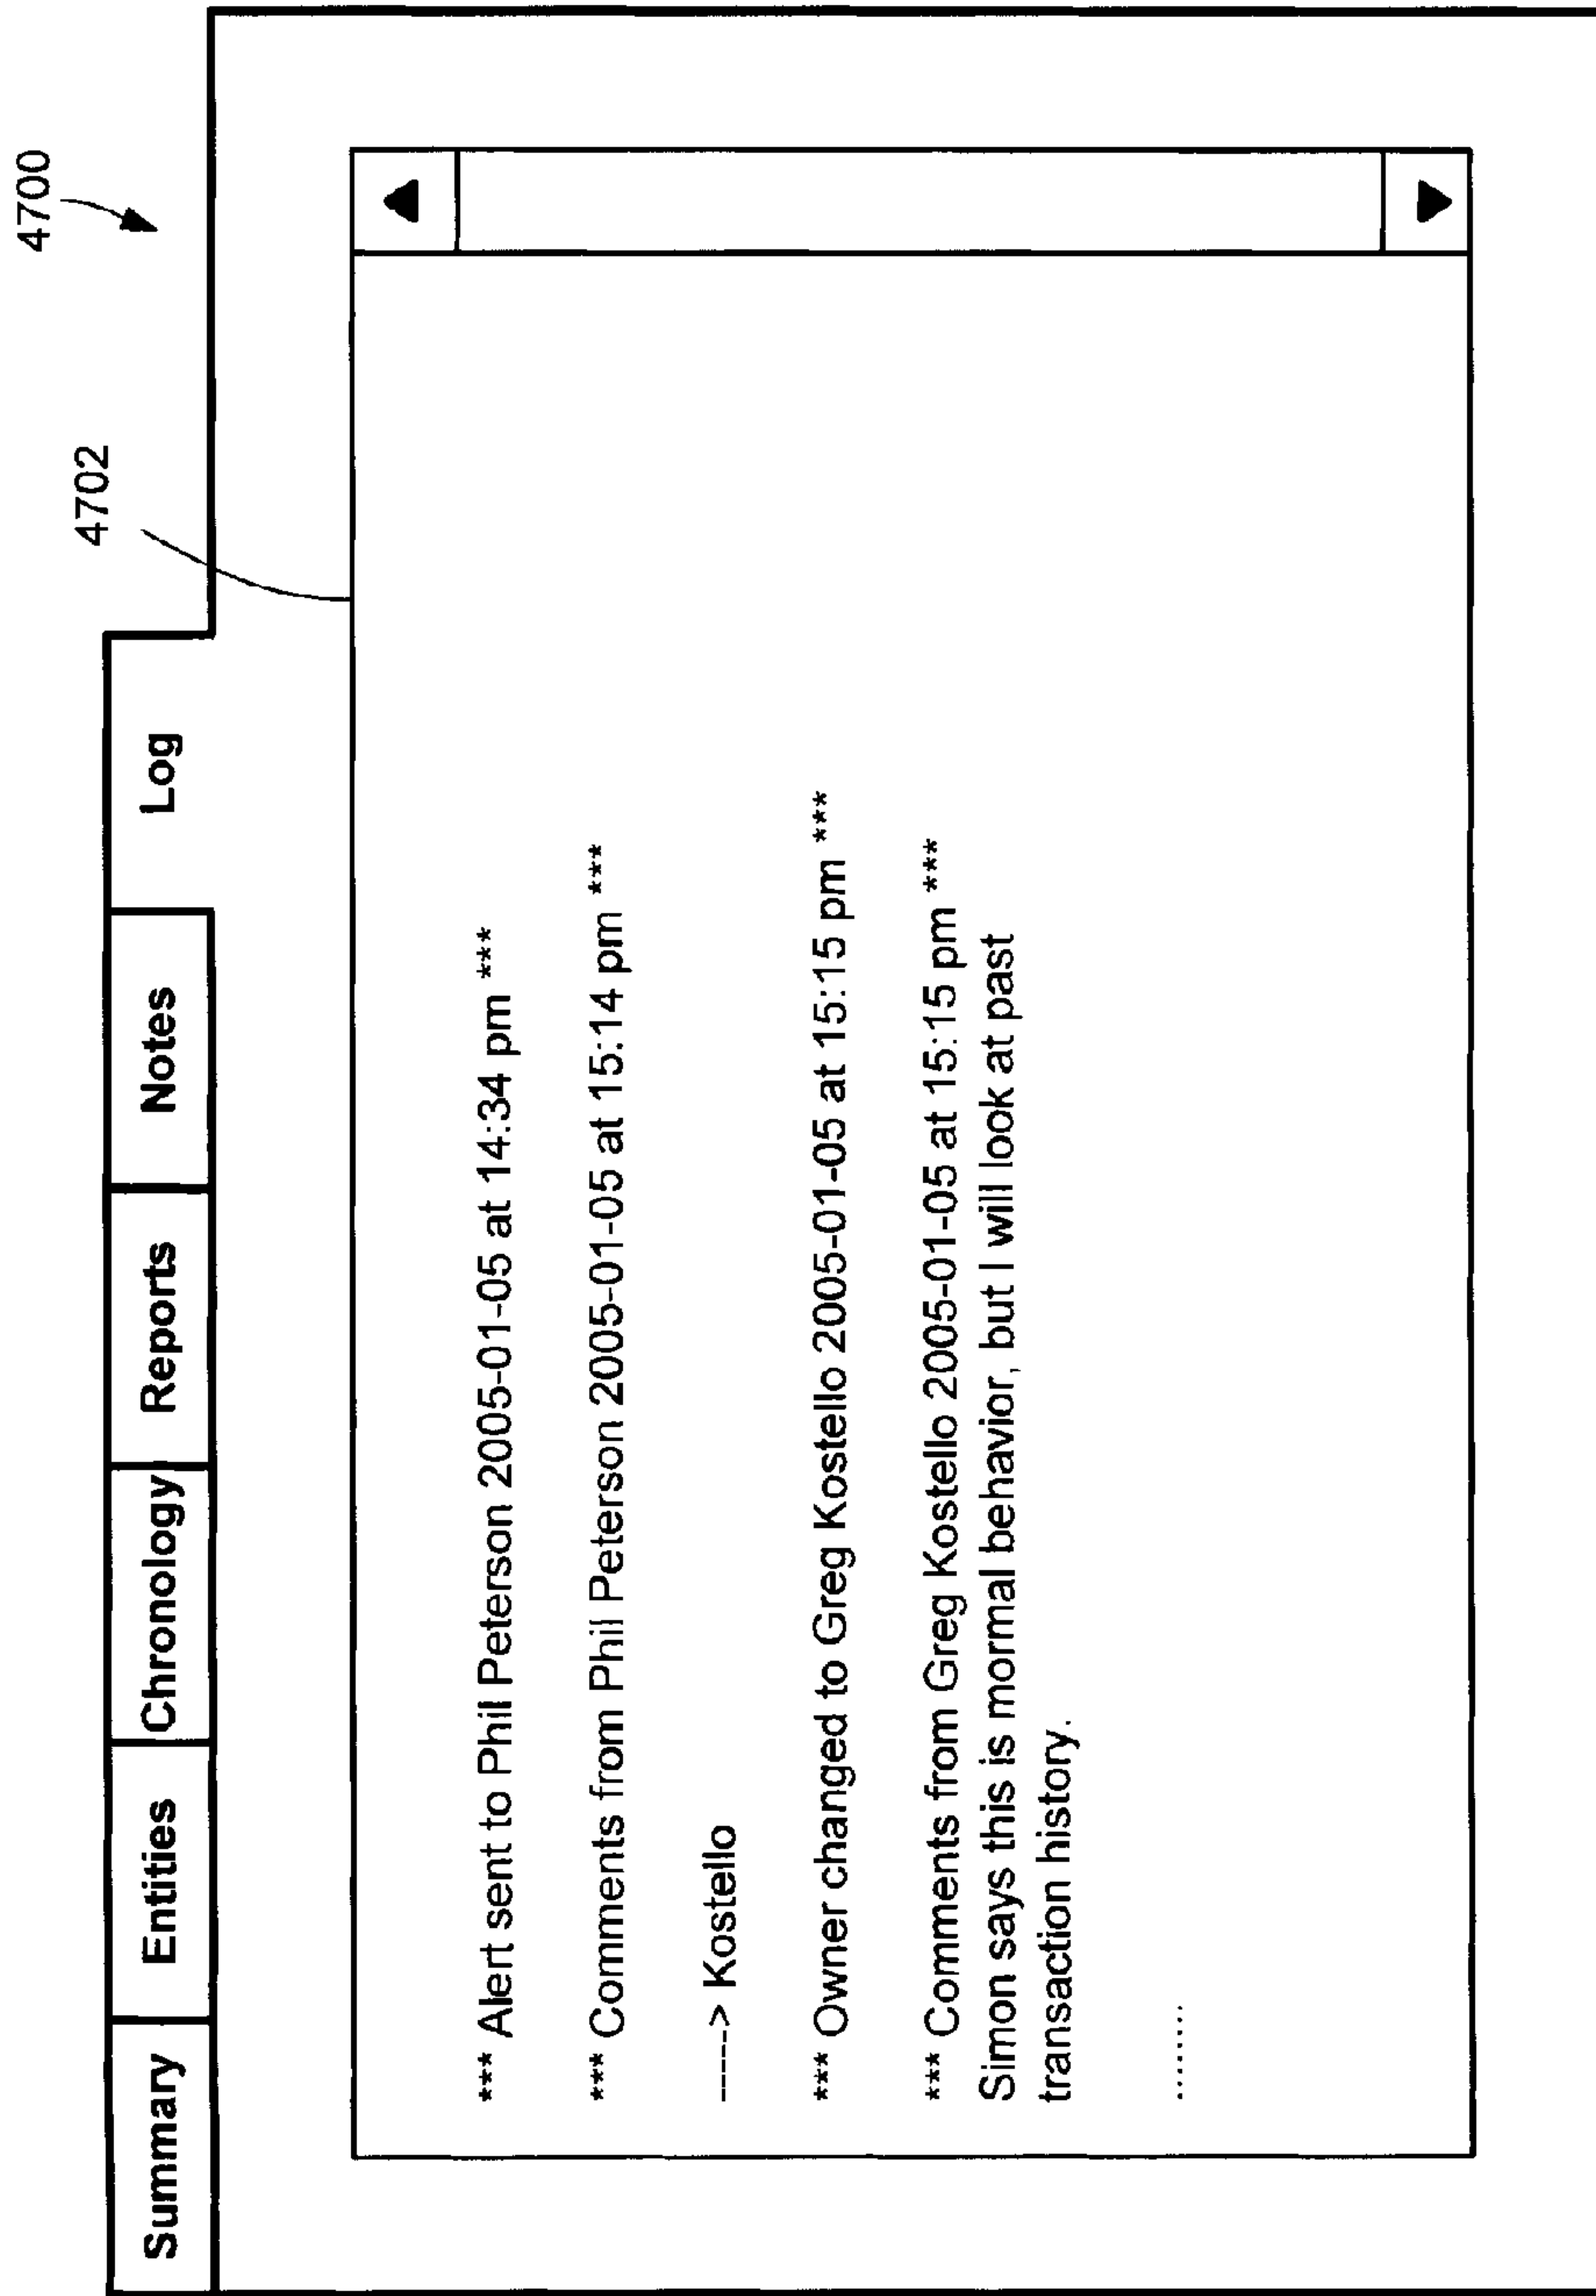 4700
4702
Summary Entities Chronology Reports Notes Log
*** Alert sent to Phil Peterson 2005-01-05 at 14:34 pm ***
*** Comments from Phil Peterson 2005-01-05 at 15:14 pm ***
-----> Kostello
*** Owner changed to Greg Kostello 2005-01-05 at 15:15 pm ***
*** Comments from Greg Kostello 2005-01-05 at 15:15 pm ***
Simon says this is mormal behavior, but I will look at past
transaction history.
........